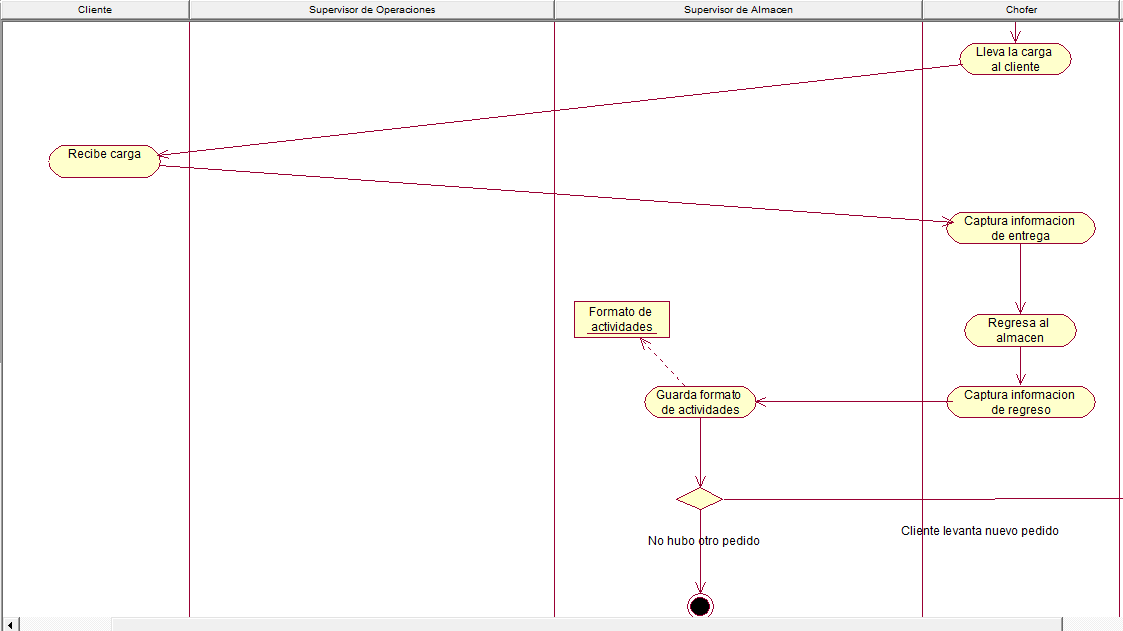 Cliente
Supervisor de Operaciones
Supervisor de Almacen
Chofer
Lleva la carga
al cliente
Recibe carga
Captura informacion
de entrega
Formato de
actividades
Regresa al
almacen
Guarda formato
de actividades
Captura informacion
de regreso
Cliente levanta nuevo pedido
No hubo otro pedido